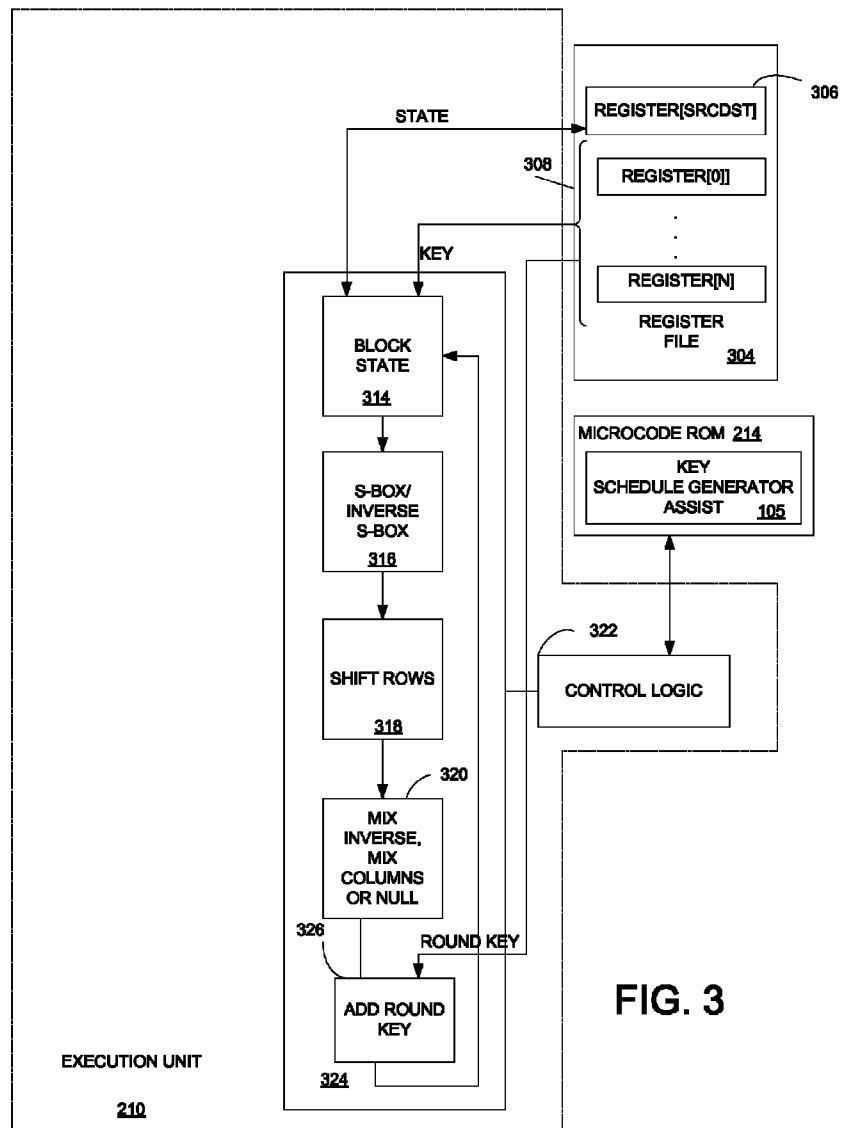 306
REGISTER[SRCDST]
STATE
308
REGISTER[0]]
.
.
.
KEY
REGISTER[N]
REGISTER
FILE
304
BLOCK
STATE
314
MICROCODE ROM 214
KEY
SCHEDULE GENERATOR
ASSIST 105
S-BOX/
INVERSE
S-BOX
316
322
CONTROL LOGIC
SHIFT ROWS
318
320
MIX
INVERSE,
MIX
COLUMNS
OR NULL
326
ROUND KEY
ADD ROUND
KEY
324
FIG. 3
EXECUTION UNIT
210